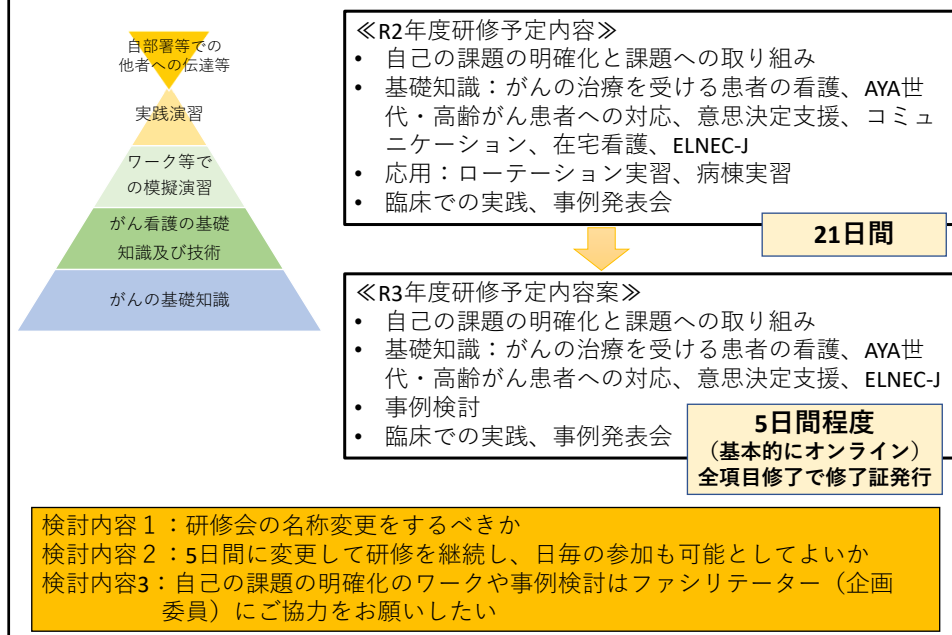 自部署等での
他者への伝達等
実践演習
ワーク等で
の模擬演習
がん看護の基礎
知識及び技術
がんの基礎知識
≪R2年度研修予定内容≫
• 自己の課題の明確化と課題への取り組み
• 基礎知識：がんの治療を受ける患者の看護、AYA世
代・高齢がん患者への対応、意思決定支援、コミュ
ニケーション、在宅看護、ELNEC-J
• 応用：ローテーション実習、病棟実習
• 臨床での実践、事例発表会
21日間
≪R3年度研修予定内容案≫
• 自己の課題の明確化と課題への取り組み
• 基礎知識：がんの治療を受ける患者の看護、AYA世
代・高齢がん患者への対応、意思決定支援、ELNEC-J
• 事例検討
• 臨床での実践、事例発表会
5日間程度
（基本的にオンライン）
全項目修了で修了証発行
検討内容１：研修会の名称変更をするべきか
検討内容２：5日間に変更して研修を継続し、日毎の参加も可能としてよいか
検討内容3：自己の課題の明確化のワークや事例検討はファシリテーター（企画
委員）にご協力をお願いしたい